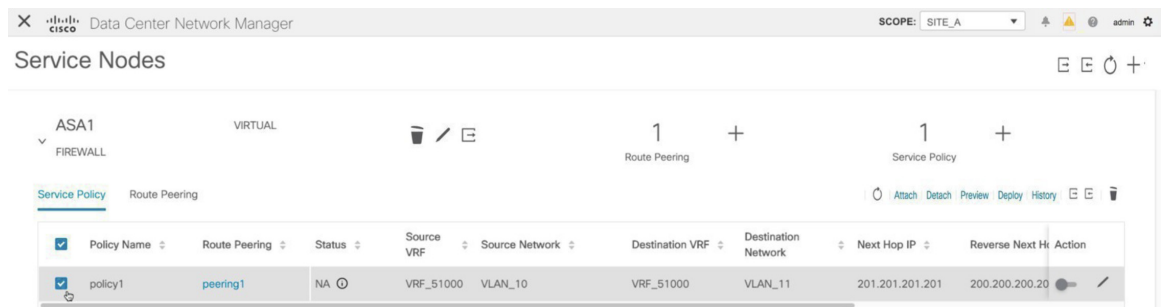 cisco Data Center Network Manager SCOPE: SITE_A admin
Service Nodes
ASA1 VIRTUAL 1 1
FIREWALL Route Peering Service Policy
Service Policy Route Peering Attach Detach Preview Deploy History
Policy Name Route Peering Status Source VRF Source Network Destination VRF Destination Network Next Hop IP Reverse Next Action
policy1 peering1 NA VRF_51000 VLAN_10 VRF_51000 VLAN_11 201.201.201.201 200.200.200.20